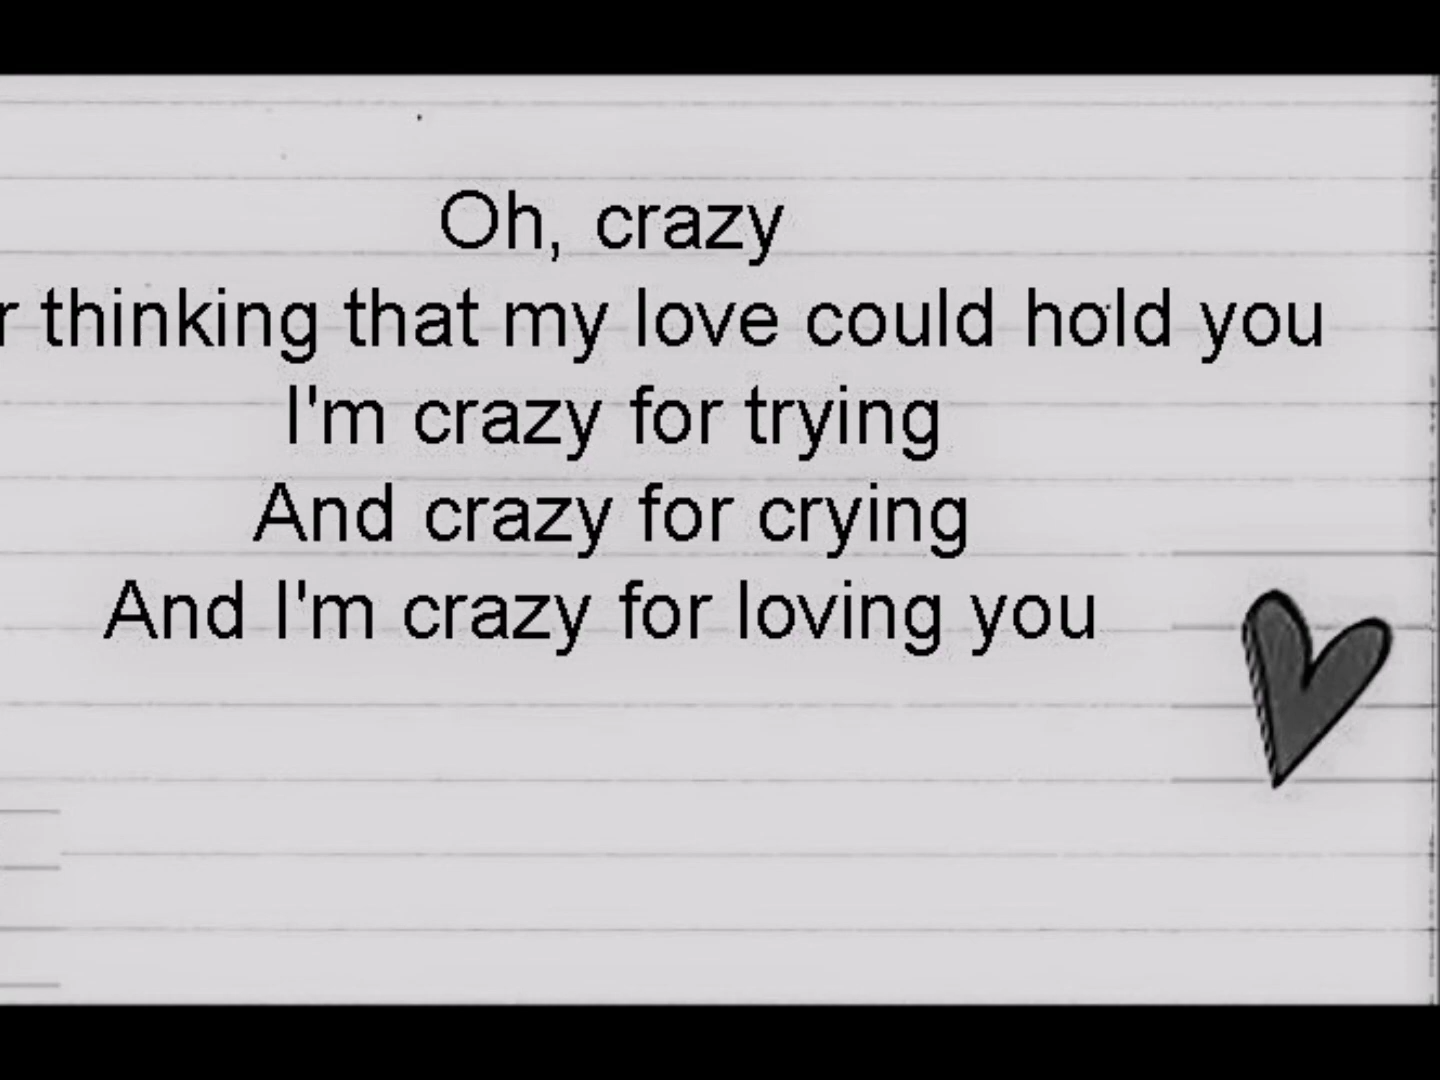 Oh, crazy
r thinking that my love could hold you
I'm crazy for trying
And crazy for crying
And I'm crazy for loving you